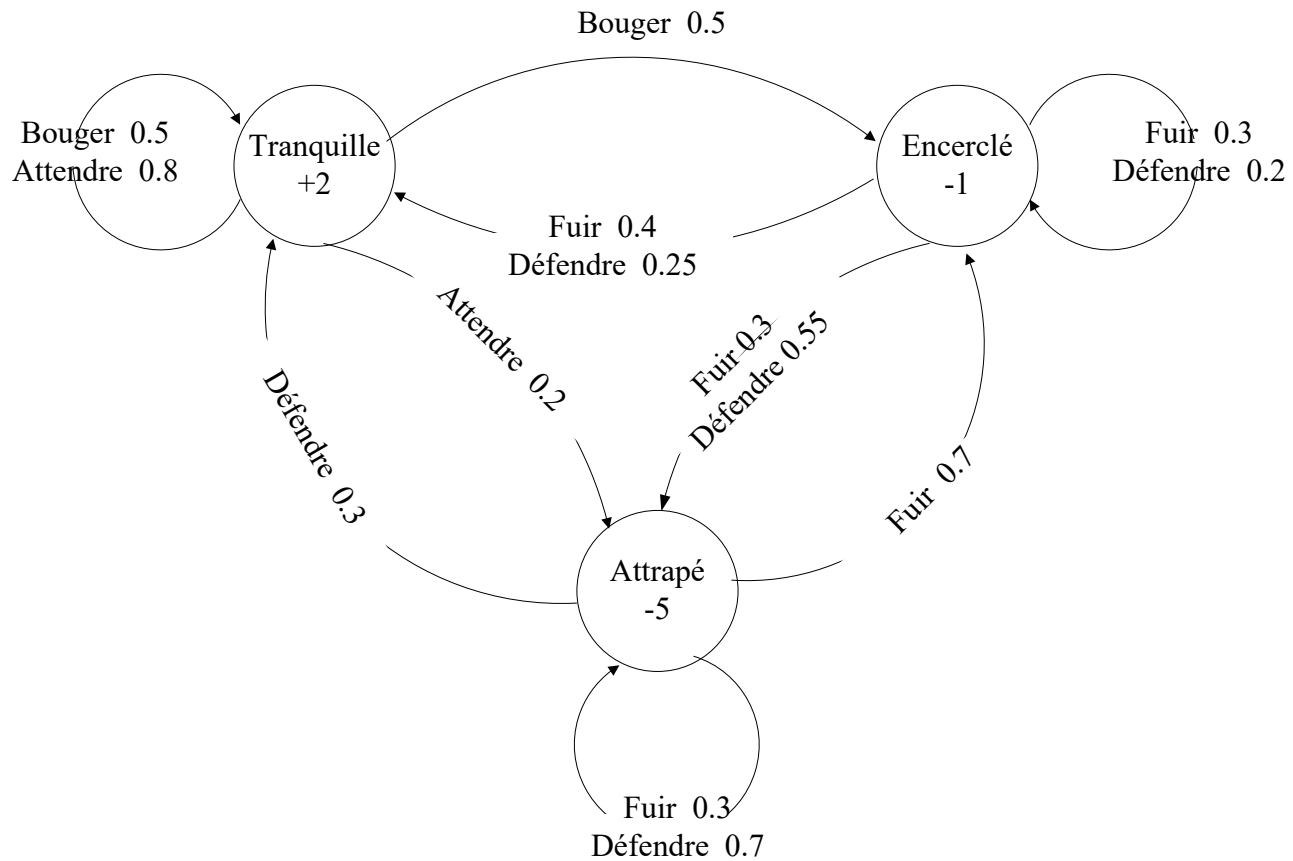 Bouger 0.5
Bouger 0.5
Attendre 0.8
Tranquille
+2
Encerclé
-1
Fuir 0.3
Défendre 0.2
Fuir 0.4
Défendre 0.25
Attendre 0.2
Fuir 0.3
Défendre 0.55
Défendre 0.3
Fuir 0.7
Attrapé
-5
Fuir 0.3
Défendre 0.7